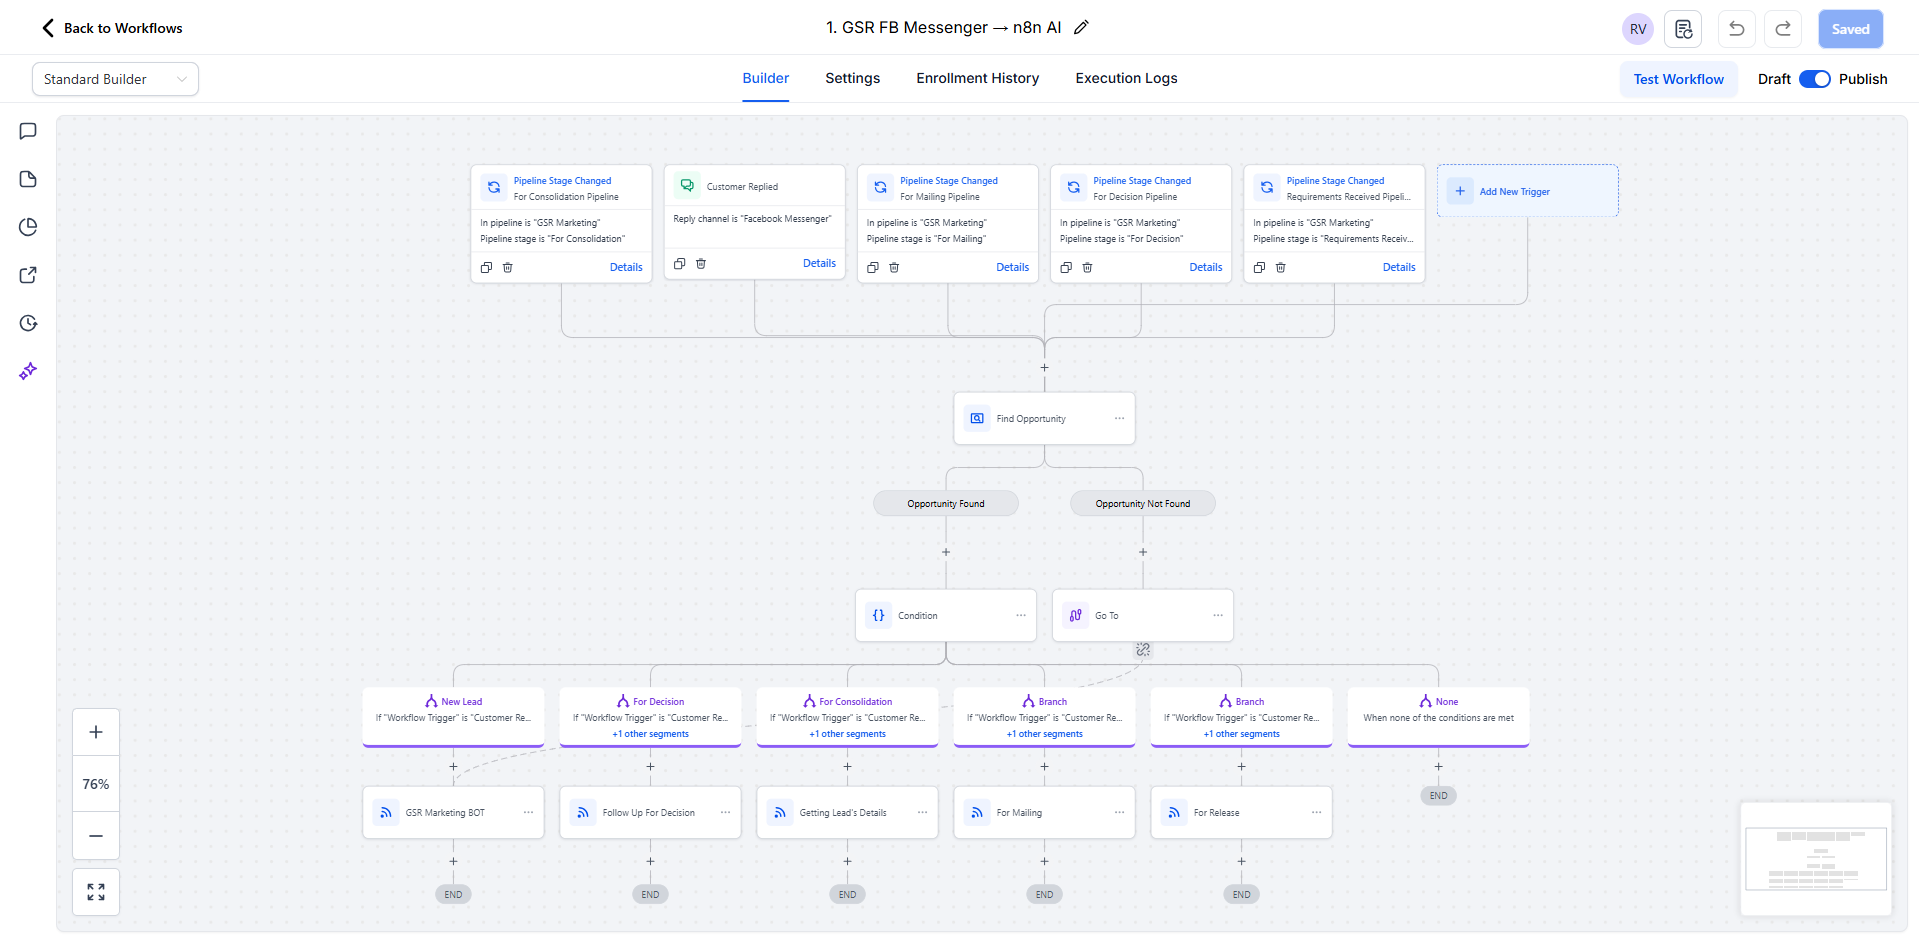 Back to Workflows
1. GSR FB Messenger → n8n AI
RV
Saved
Standard Builder
Builder
Settings
Enrollment History
Execution Logs
Test Workflow
Draft
Publish
Pipeline Stage Changed
For Consolidation Pipeline
In pipeline is "GSR Marketing"
Pipeline stage is "For Consolidation"
Details
Customer Replied
Reply channel is "Facebook Messenger"
Details
Pipeline Stage Changed
For Mailing Pipeline
In pipeline is "GSR Marketing"
Pipeline stage is "For Mailing"
Details
Pipeline Stage Changed
For Decision Pipeline
In pipeline is "GSR Marketing"
Pipeline stage is "For Decision"
Details
Pipeline Stage Changed
Requirements Received Pipeli...
In pipeline is "GSR Marketing"
Pipeline stage is "Requirements Receiv...
Details
Add New Trigger
Find Opportunity
Opportunity Found
Opportunity Not Found
Condition
Go To
New Lead
If "Workflow Trigger" is "Customer Re...
For Decision
If "Workflow Trigger" is "Customer Re...
+1 other segments
For Consolidation
If "Workflow Trigger" is "Customer Re...
+1 other segments
Branch
If "Workflow Trigger" is "Customer Re...
+1 other segments
Branch
If "Workflow Trigger" is "Customer Re...
+1 other segments
None
When none of the conditions are met
76%
GSR Marketing BOT
Follow Up For Decision
Getting Lead's Details
For Mailing
For Release
END
END
END
END
END
END